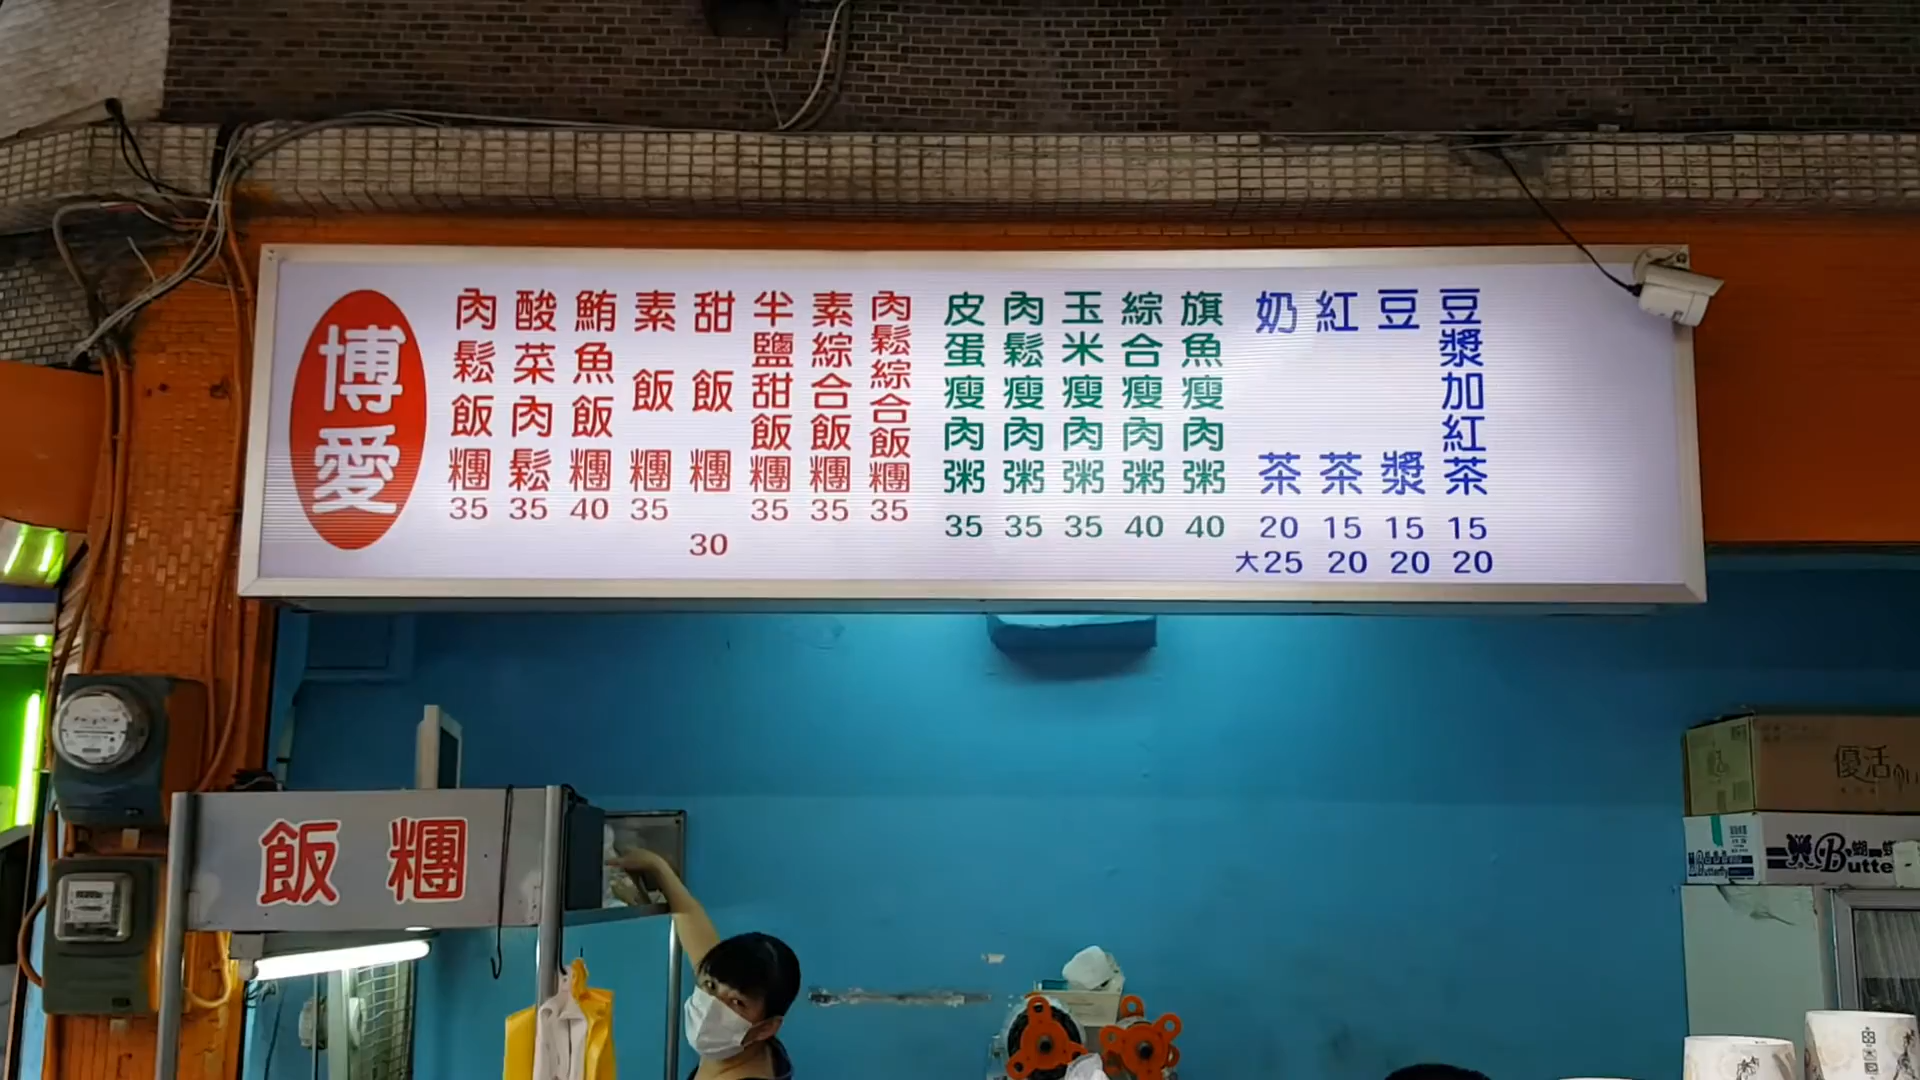 博愛
肉鬆飯糰 35
酸菜肉鬆 35
鮪魚飯糰 40
素飯糰 35
甜飯糰 30
半鹽甜飯糰 35
素綜合飯糰 35
肉鬆綜合飯糰 35
皮蛋瘦肉粥 35
肉鬆瘦肉粥 35
玉米瘦肉粥 35
綜合瘦肉粥 40
旗魚瘦肉粥 40
奶茶 20 大25
紅茶 15 20
豆漿 15 20
豆漿加紅茶 15 20
飯糰
優活
蝴
Butte
Butterfly